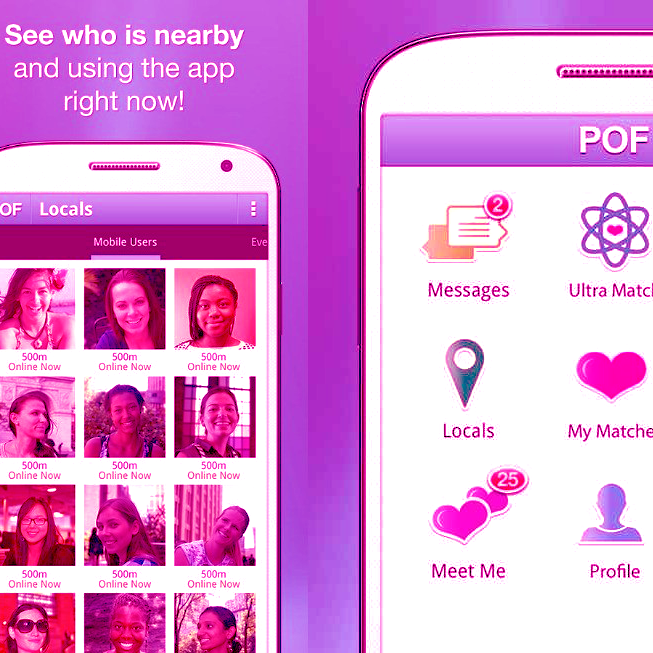 See who is nearby
and using the app
right now!
OF Locals
Mobile Users Eve
500m 500m 500m
Online Now Online Now Online Now
500m 500m 500m
Online Now Online Now Online Now
500m 500m 500m
Online Now Online Now Online Now
POF
2
Messages Ultra Matc
Locals My Matche
25
Meet Me Profile